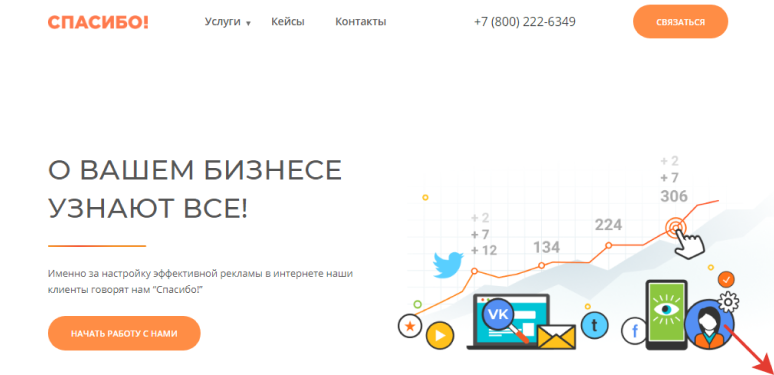 СПАСИБО!
Услуги ▾ Кейсы Контакты +7 (800) 222-6349 СВЯЗАТЬСЯ
О ВАШЕМ БИЗНЕСЕ
УЗНАЮТ ВСЕ!
Именно за настройку эффективной рекламы в интернете наши
клиенты говорят нам "Спасибо!"
НАЧАТЬ РАБОТУ С НАМИ
+ 2
+ 7
+ 12
134
224
+ 2
+ 7
306
VK
t
f